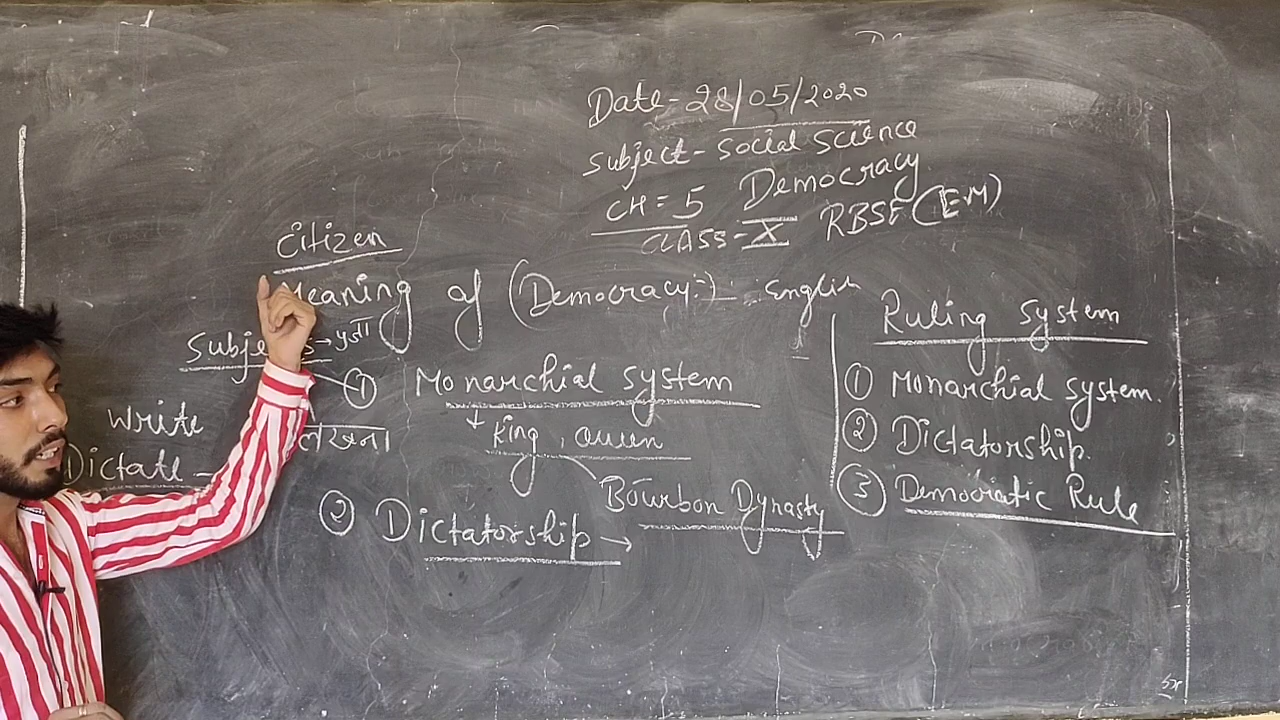 Date - 28/05/2020
Subject - Social Science
CH = 5 Democracy
CLASS - X RBSE (EM)
Citizen
Meaning of (Democracy :-) English
Ruling System
① Monarchial system.
② Dictatorship.
③ Democratic Rule
① Monarchial system
King, Queen
Write
Dictate -
Bourbon Dynasty
② Dictatorship →